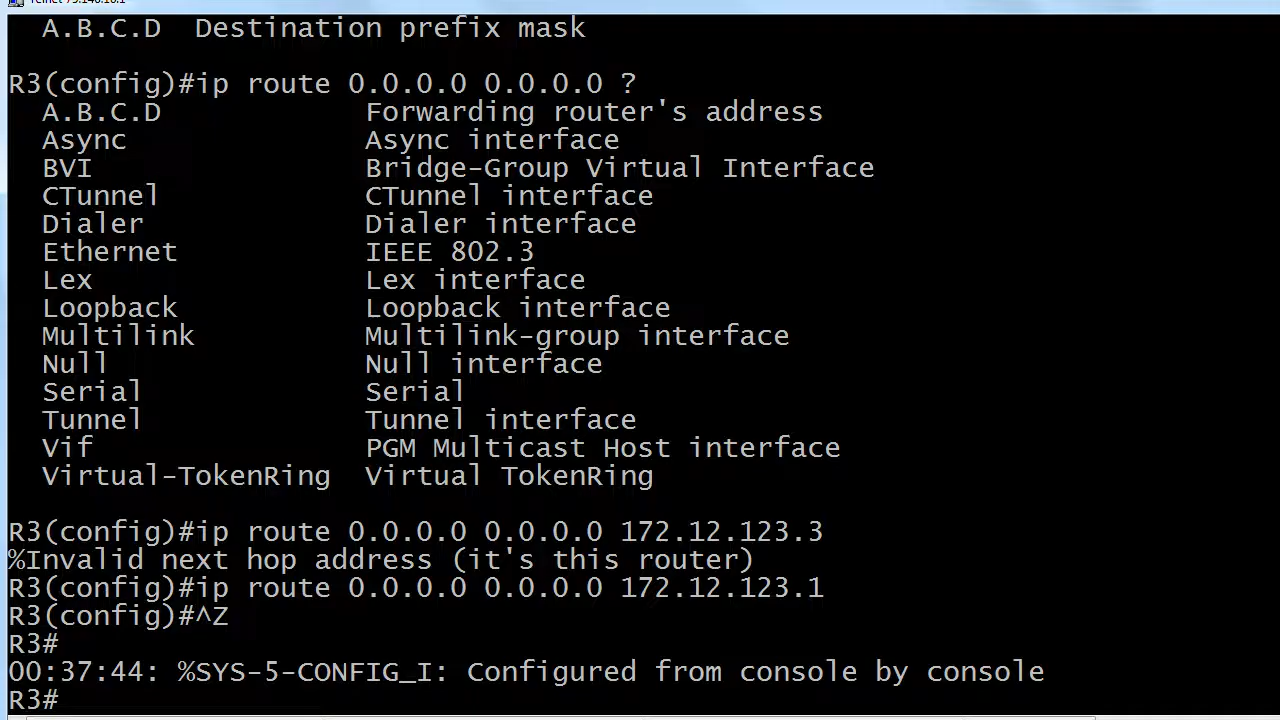 A.B.C.D  Destination prefix mask
R3(config)#ip route 0.0.0.0 0.0.0.0 ?
A.B.C.D            Forwarding router's address
Async              Async interface
BVI                Bridge-Group Virtual Interface
CTunnel            CTunnel interface
Dialer             Dialer interface
Ethernet           IEEE 802.3
Lex                Lex interface
Loopback           Loopback interface
Multilink          Multilink-group interface
Null               Null interface
Serial             Serial
Tunnel             Tunnel interface
Vif                PGM Multicast Host interface
Virtual-TokenRing  Virtual TokenRing
R3(config)#ip route 0.0.0.0 0.0.0.0 172.12.123.3
%Invalid next hop address (it's this router)
R3(config)#ip route 0.0.0.0 0.0.0.0 172.12.123.1
R3(config)#^Z
R3#
00:37:44: %SYS-5-CONFIG_I: Configured from console by console
R3#